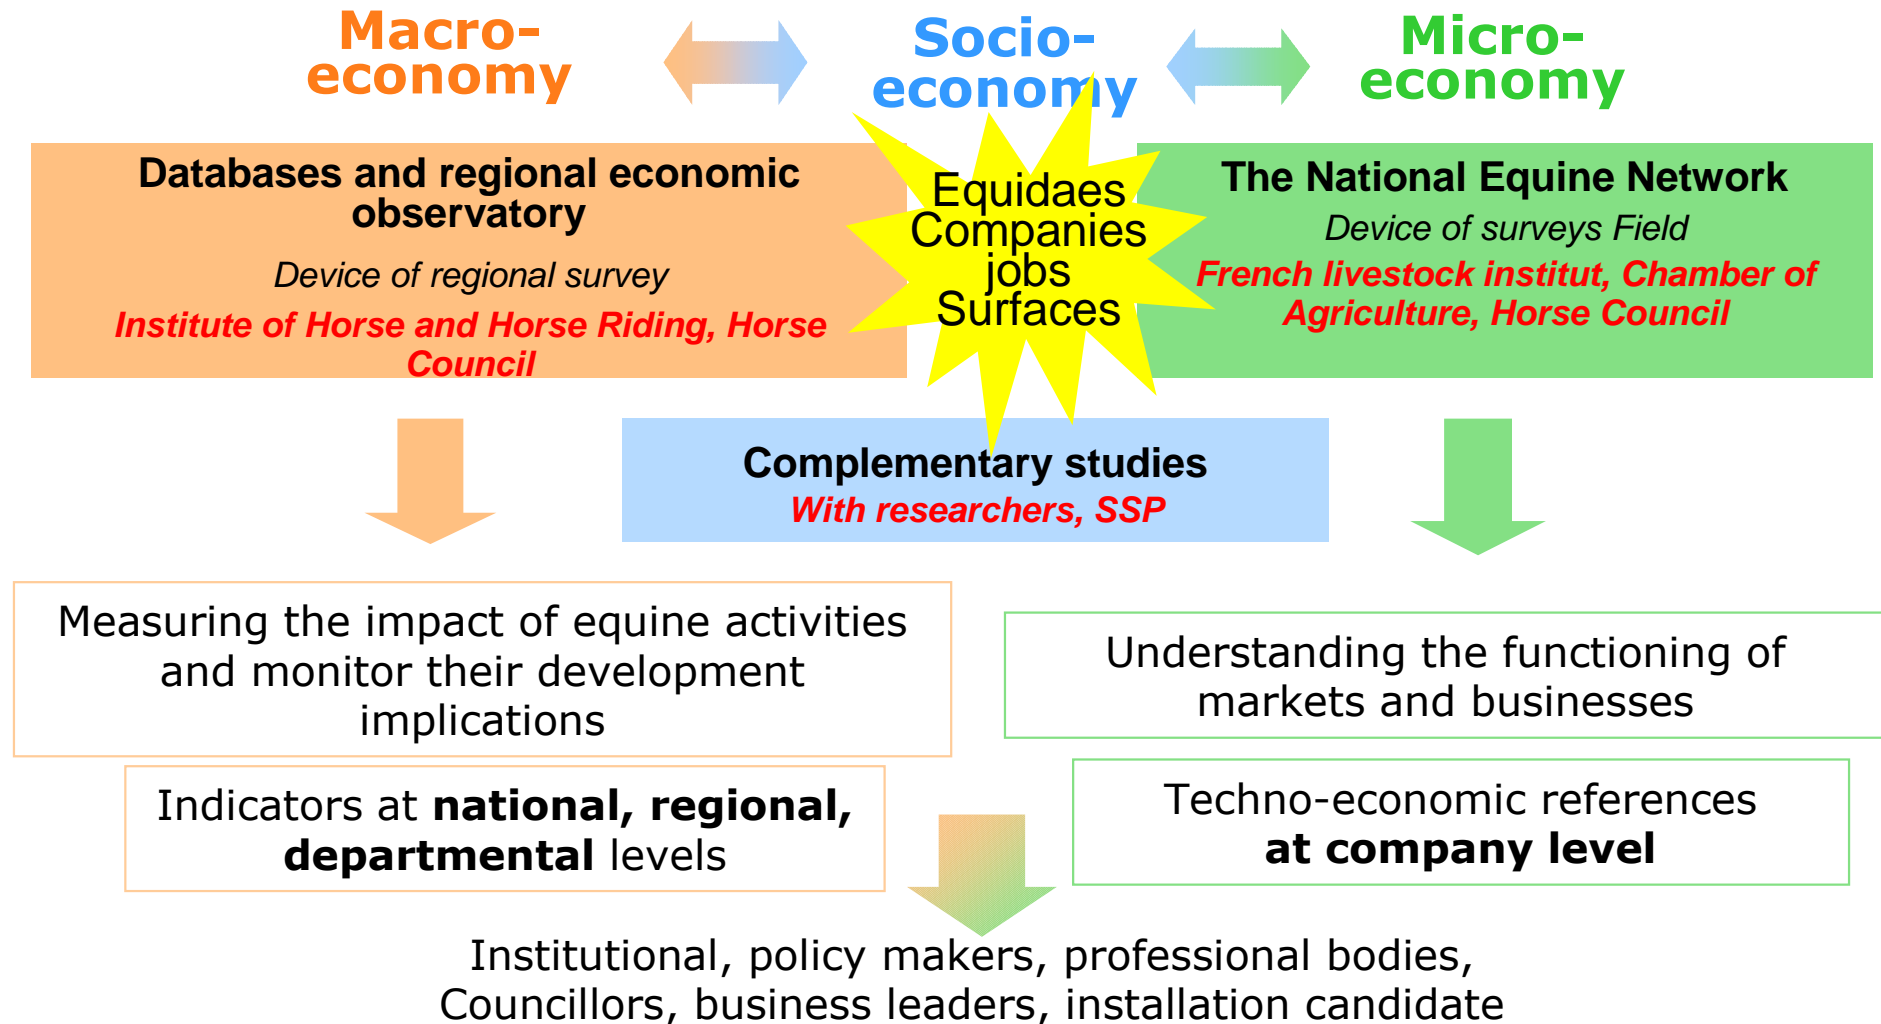 Macro-
economy
Socio-
economy
Micro-
economy
Databases and regional economic
observatory
Device of regional survey
Institute of Horse and Horse Riding, Horse
Council
Equidaes
Companies
jobs
Surfaces
The National Equine Network
Device of surveys Field
French livestock institut, Chamber of
Agriculture, Horse Council
Complementary studies
With researchers, SSP
Measuring the impact of equine activities
and monitor their development
implications
Indicators at national, regional,
departmental levels
Understanding the functioning of
markets and businesses
Techno-economic references
at company level
Institutional, policy makers, professional bodies,
Councillors, business leaders, installation candidate